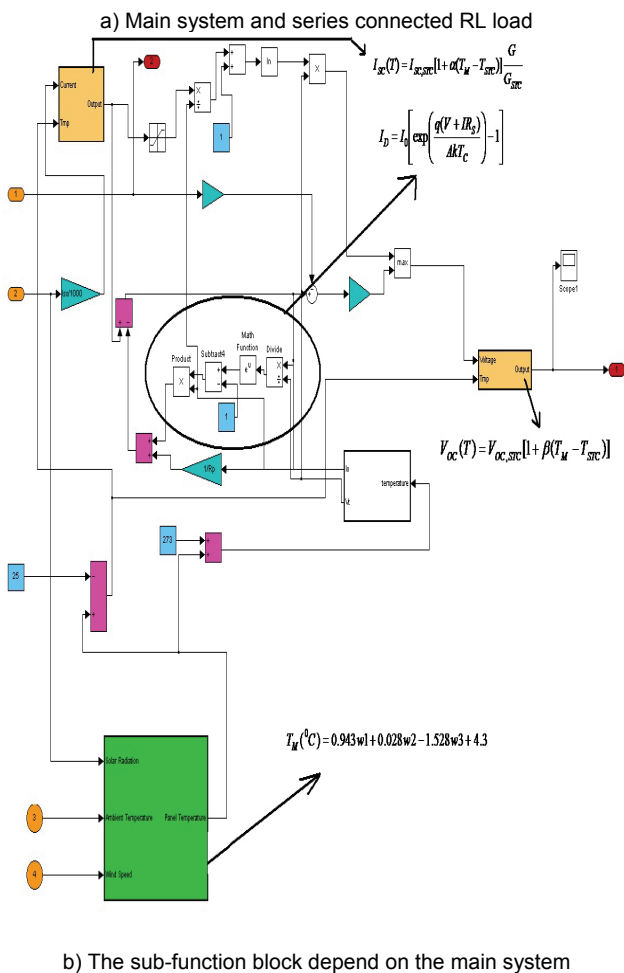 a) Main system and series connected RL load
I_SC(T) = I_SC,STC[1 + α(T_M − T_STC)] G/G_STC
Current
Output
Tmp
2
ln
X
X
÷
+
+
1
I_D = I_0[exp(q(V + IR_S)/AkT_C) − 1]
1
2
max
Scope1
+
−
Math
Function
Subtract4
Divide
Product
e^u
X
÷
+
−
X
1
Voltage
Output
Tmp
1
V_OC(T) = V_OC,STC[1 + β(T_M − T_STC)]
+
+
1/Rp
Io
Vt
temperature
273
+
+
25
−
+
T_M(⁰C) = 0.943w1 + 0.028w2 − 1.528w3 + 4.3
Solar Radiation
3
Ambient Temperature
Panel Temperature
4
Wind Speed
b) The sub-function block depend on the main system